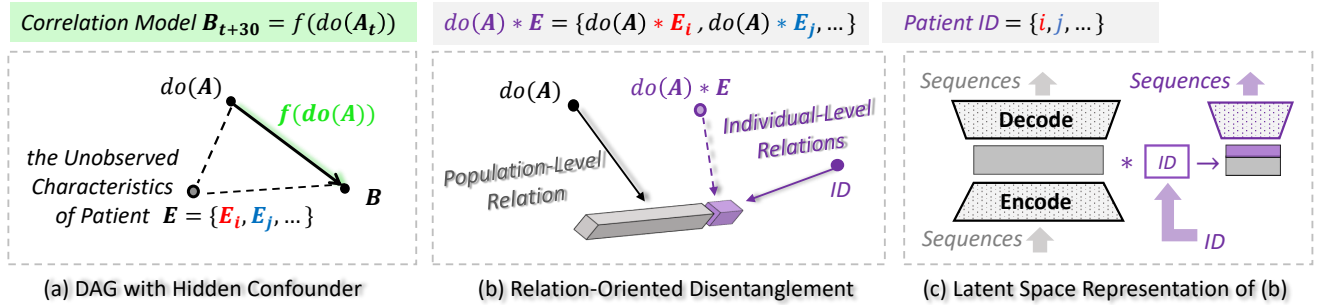 Correlation Model B_{t+30} = f(do(A_t))
do(A) ∗ E = {do(A) ∗ E_i , do(A) ∗ E_j, … }
Patient ID = {i, j, … }
do(A)
f(do(A))
the Unobserved
Characteristics
of Patient E = {E_i, E_j, … }
B
(a) DAG with Hidden Confounder
do(A)
do(A) ∗ E
Individual-Level
Relations
Population-Level
Relation
ID
(b) Relation-Oriented Disentanglement
Sequences
Sequences
Decode
∗ ID →
Encode
Sequences
ID
(c) Latent Space Representation of (b)